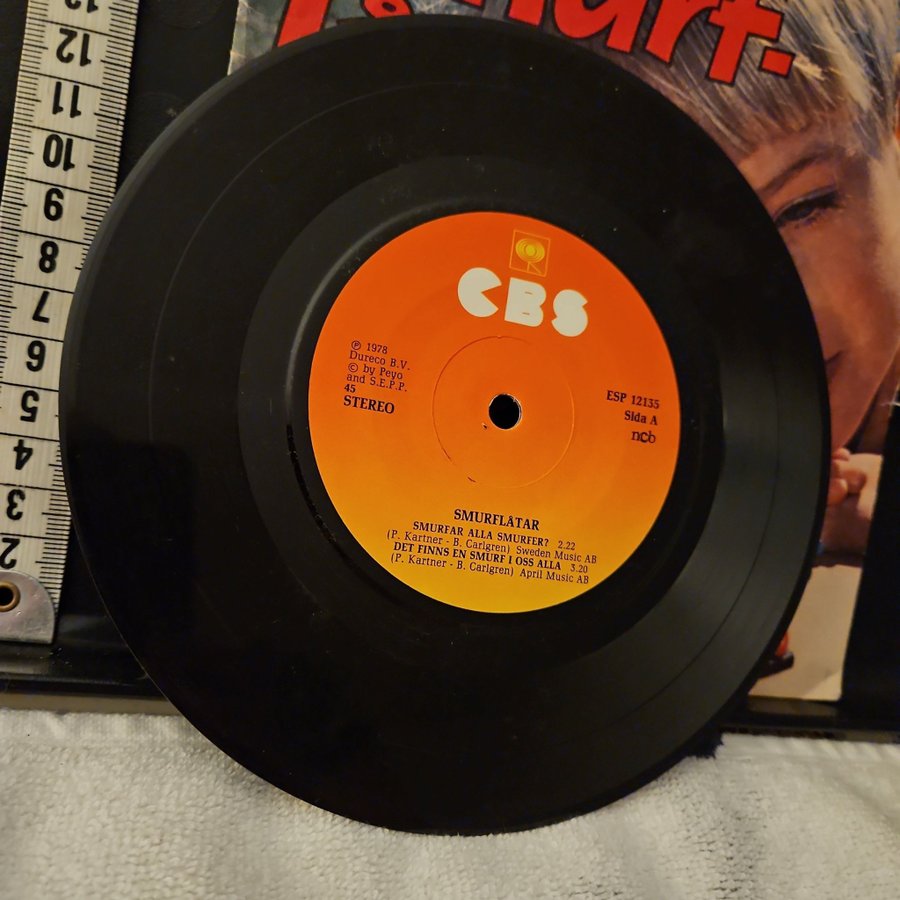 13
12
11
10
9
8
7
6
5
4
3
2
CBS
℗ 1978
Dureco B.V.
© by Peyo
and S.E.P.P.
45
STEREO
ESP 12135
Sida A
ncb
SMURFLÅTAR
SMURFAR ALLA SMURFER? 2.22
(P. Kartner - B. Carlgren) Sweden Music AB
DET FINNS EN SMURF I OSS ALLA 3.20
(P. Kartner - B. Carlgren) April Music AB